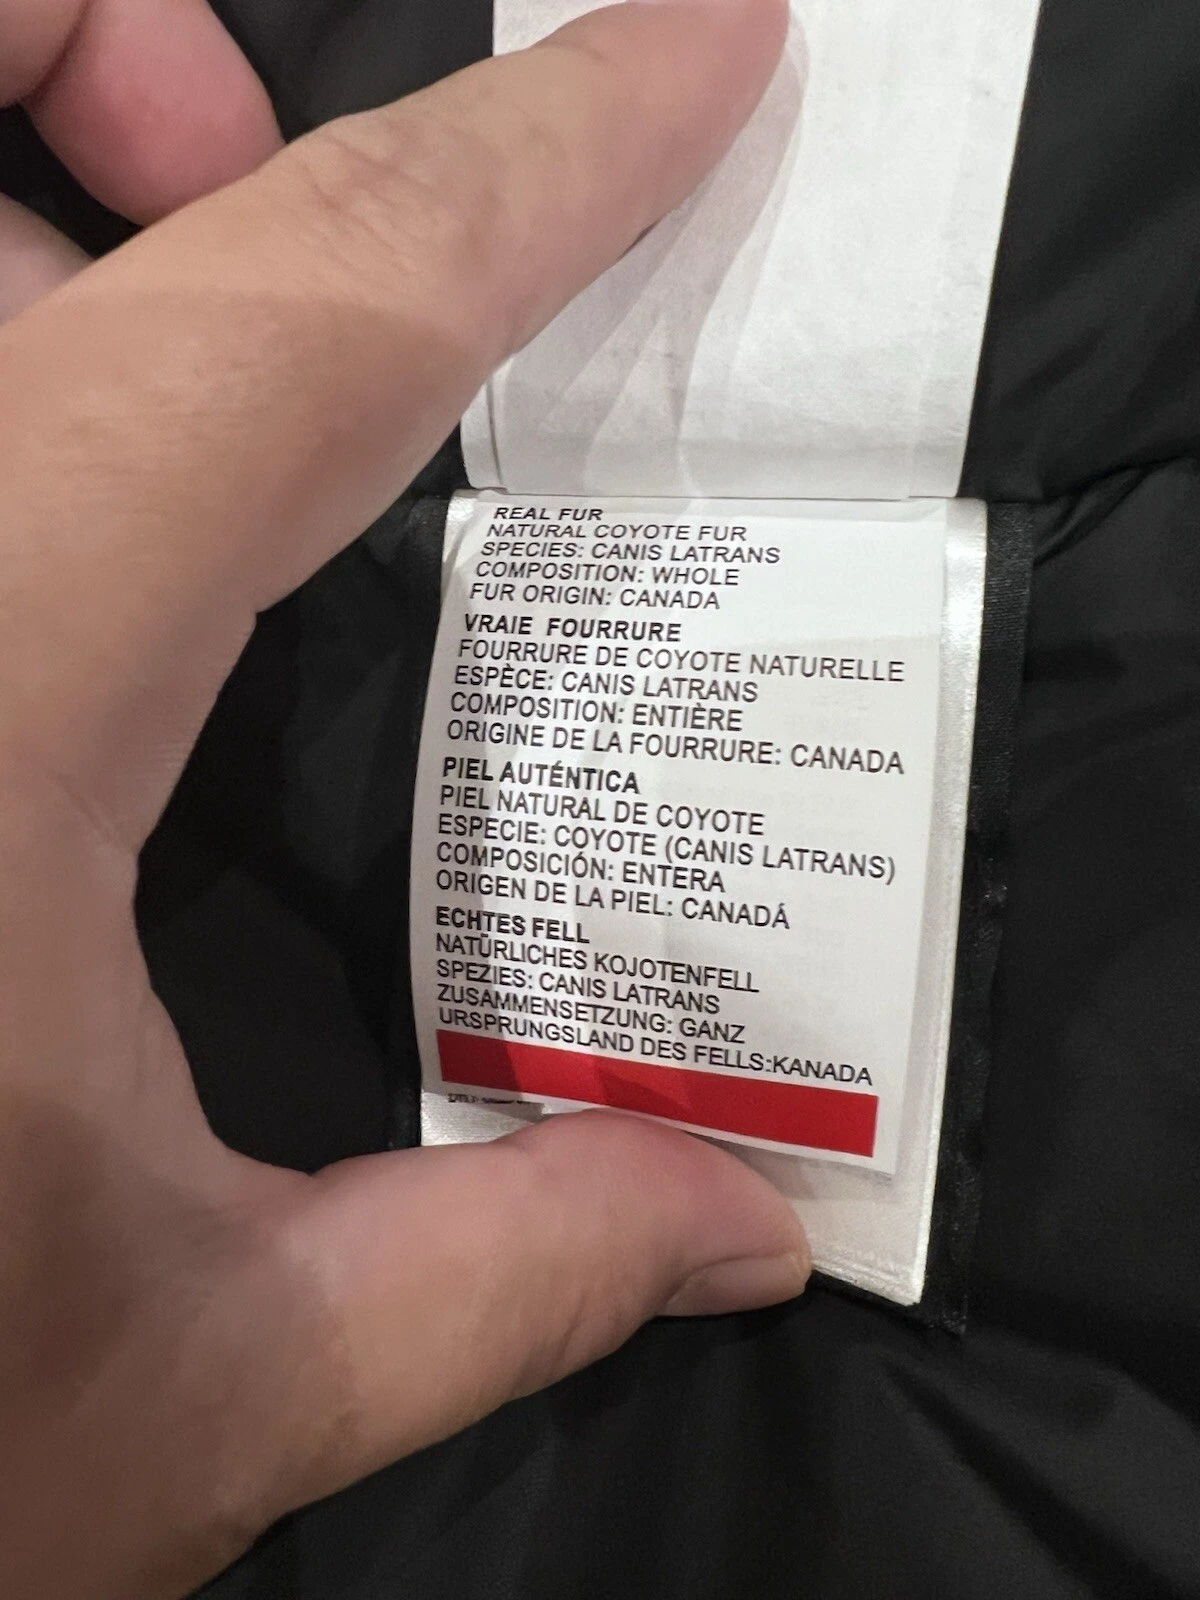 REAL FUR
NATURAL COYOTE FUR
SPECIES: CANIS LATRANS
COMPOSITION: WHOLE
FUR ORIGIN: CANADA
VRAIE FOURRURE
FOURRURE DE COYOTE NATURELLE
ESPÈCE: CANIS LATRANS
COMPOSITION: ENTIÈRE
ORIGINE DE LA FOURRURE: CANADA
PIEL AUTÉNTICA
PIEL NATURAL DE COYOTE
ESPECIE: COYOTE (CANIS LATRANS)
COMPOSICIÓN: ENTERA
ORIGEN DE LA PIEL: CANADÁ
ECHTES FELL
NATÜRLICHES KOJOTENFELL
SPEZIES: CANIS LATRANS
ZUSAMMENSETZUNG: GANZ
URSPRUNGSLAND DES FELLS:KANADA